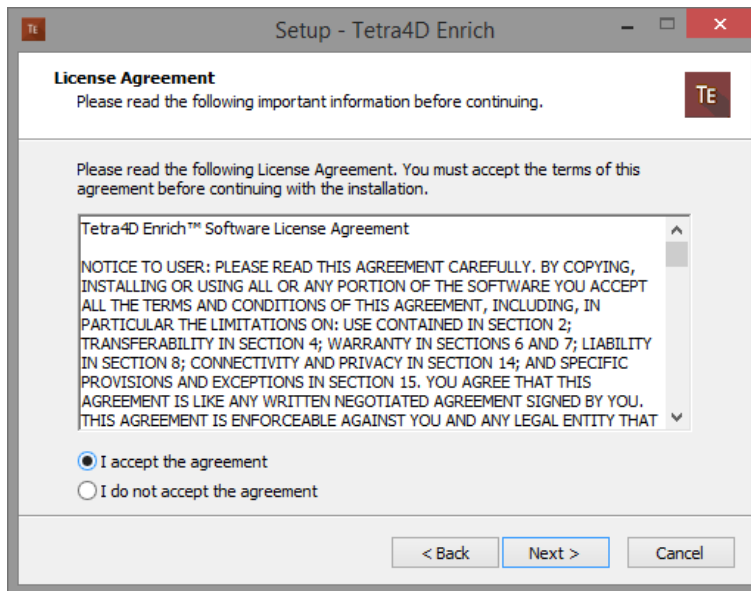 TE
Setup - Tetra4D Enrich
License Agreement
Please read the following important information before continuing.
TE
Please read the following License Agreement. You must accept the terms of this
agreement before continuing with the installation.
Tetra4D Enrich™ Software License Agreement
NOTICE TO USER: PLEASE READ THIS AGREEMENT CAREFULLY. BY COPYING,
INSTALLING OR USING ALL OR ANY PORTION OF THE SOFTWARE YOU ACCEPT
ALL THE TERMS AND CONDITIONS OF THIS AGREEMENT, INCLUDING, IN
PARTICULAR THE LIMITATIONS ON: USE CONTAINED IN SECTION 2;
TRANSFERABILITY IN SECTION 4; WARRANTY IN SECTIONS 6 AND 7; LIABILITY
IN SECTION 8; CONNECTIVITY AND PRIVACY IN SECTION 14; AND SPECIFIC
PROVISIONS AND EXCEPTIONS IN SECTION 15. YOU AGREE THAT THIS
AGREEMENT IS LIKE ANY WRITTEN NEGOTIATED AGREEMENT SIGNED BY YOU.
THIS AGREEMENT IS ENFORCEABLE AGAINST YOU AND ANY LEGAL ENTITY THAT
I accept the agreement
I do not accept the agreement
< Back Next > Cancel